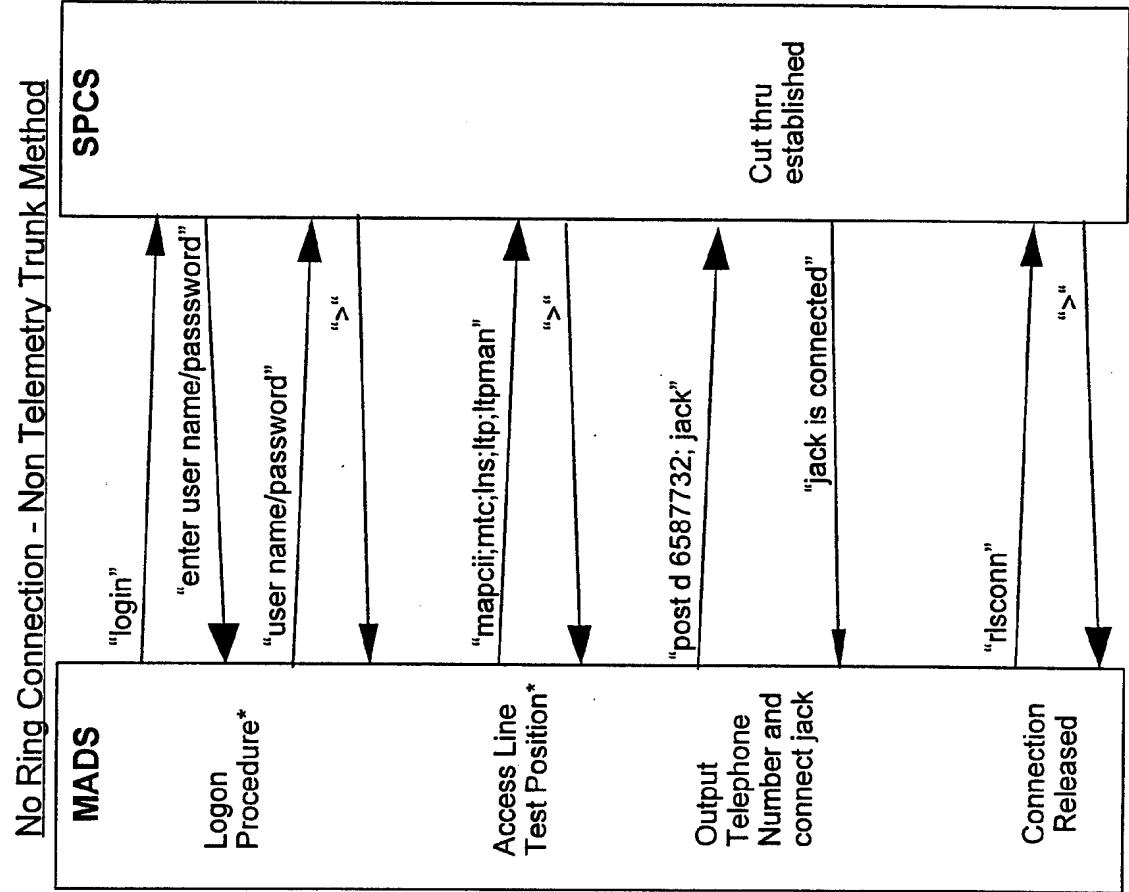 No Ring Connection - Non Telemetry Trunk Method
MADS
SPCS
Logon
Procedure*
"login"
"enter user name/passsword"
"user name/password"
">"
Access Line
Test Position*
"mapcii;mtc;lns;ltp;ltpman"
">"
Output
Telephone
Number and
connect jack
"post d 6587732; jack"
Cut thru
established
"jack is connected"
Connection
Released
"rlsconn"
">"